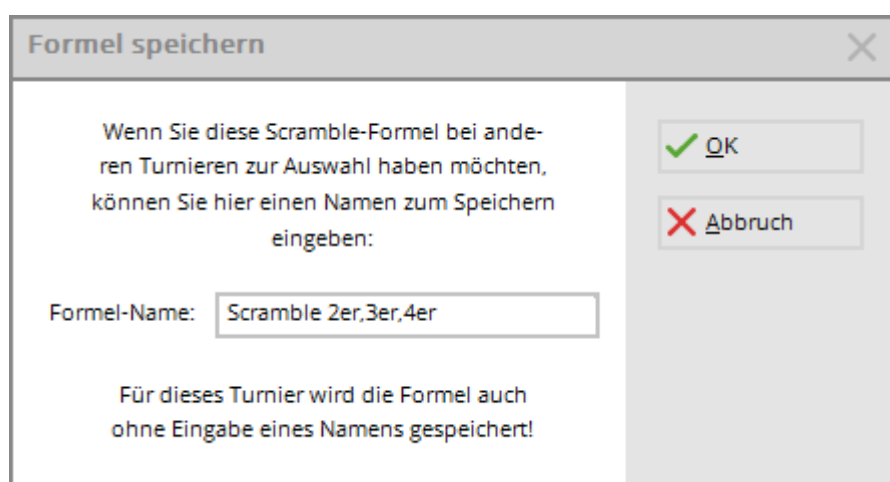 Formel speichern
Wenn Sie diese Scramble-Formel bei ande-
ren Turnieren zur Auswahl haben möchten,
können Sie hier einen Namen zum Speichern
eingeben:
OK
Abbruch
Formel-Name: Scramble 2er,3er,4er
Für dieses Turnier wird die Formel auch
ohne Eingabe eines Namens gespeichert!